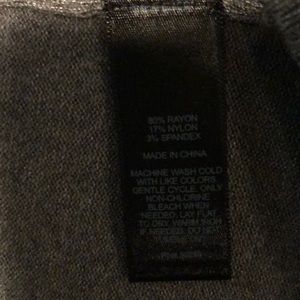 80% RAYON
17% NYLON
3% SPANDEX
MADE IN CHINA
MACHINE WASH COLD
WITH LIKE COLORS,
GENTLE CYCLE. ONLY
NON-CHLORINE
BLEACH WHEN
NEEDED. LAY FLAT
TO DRY. WARM IRON
IF NEEDED. DO NOT